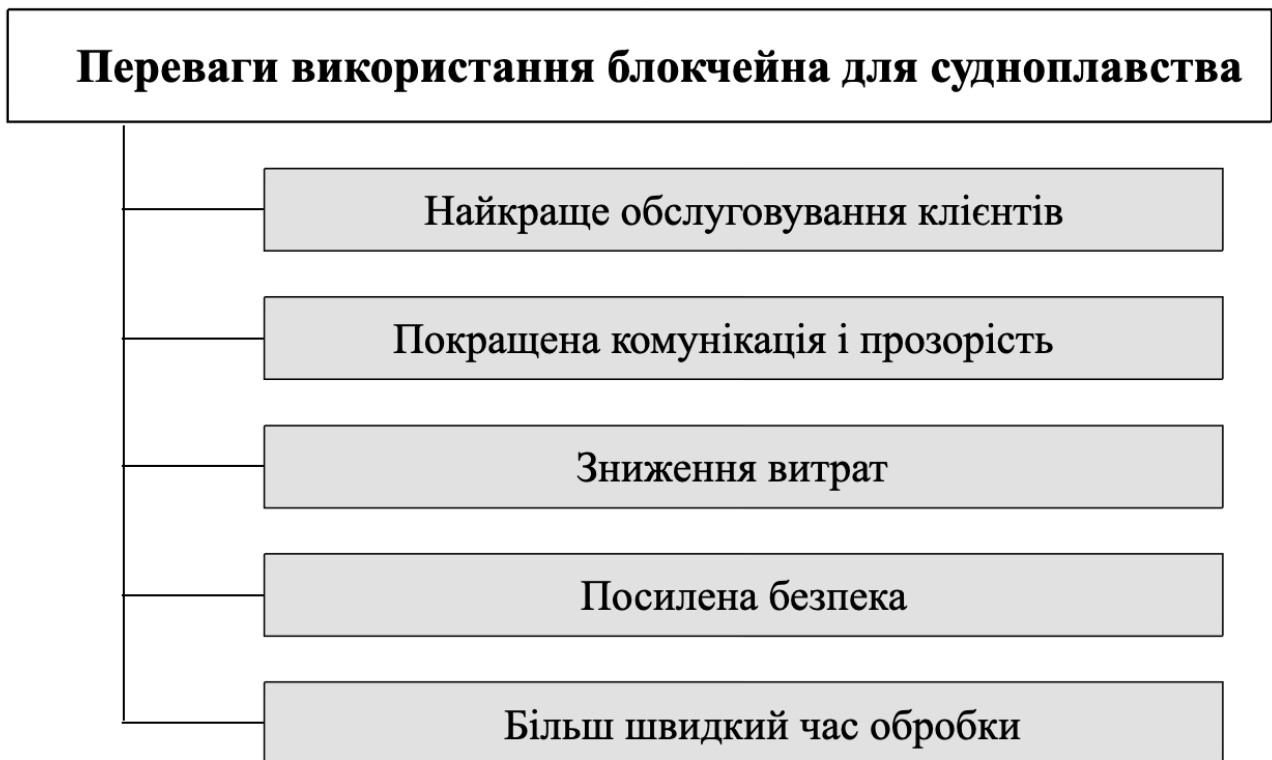 Переваги використання блокчейна для судноплавства
Найкраще обслуговування клієнтів
Покращена комунікація і прозорість
Зниження витрат
Посилена безпека
Більш швидкий час обробки